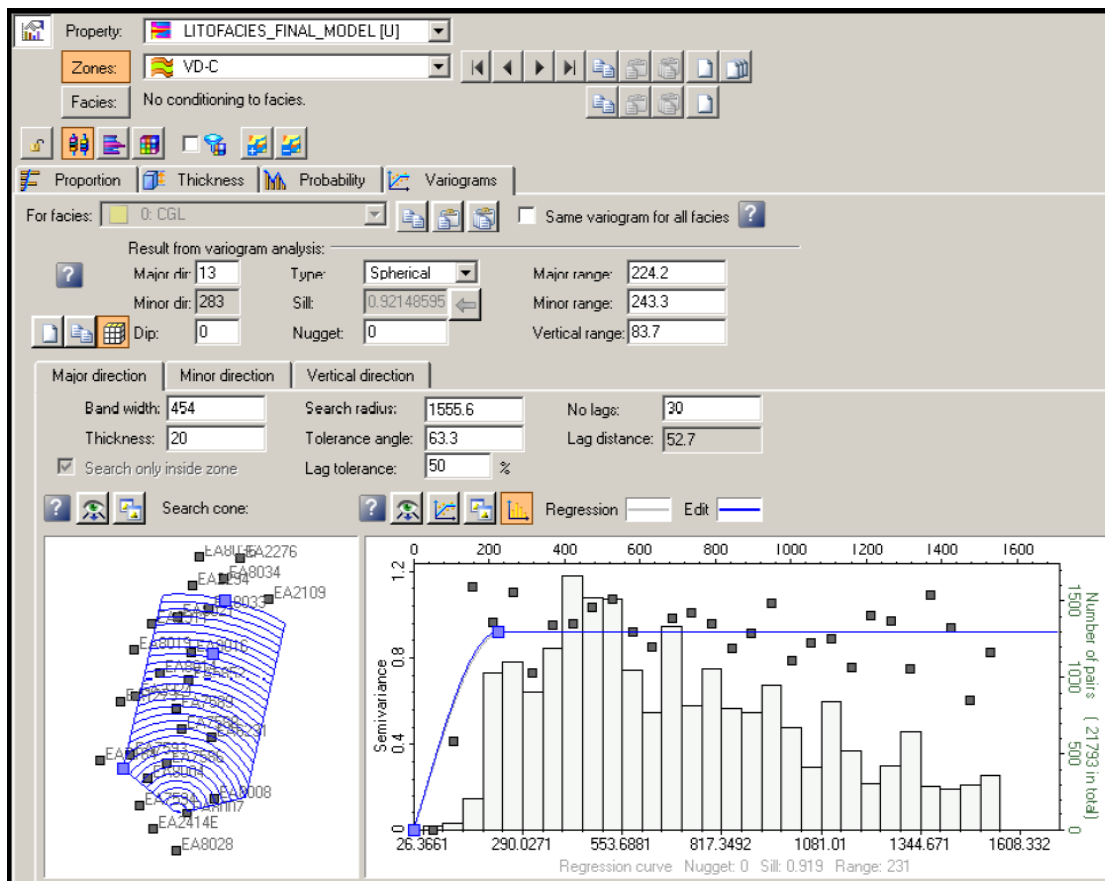 Property: LITOFACIES_FINAL_MODEL [U]
Zones: VD-C
Facies: No conditioning to facies.
Proportion Thickness Probability Variograms
For facies: 0: CGL Same variogram for all facies ?
Result from variogram analysis:
? Major dir: 13 Type: Spherical Major range: 224.2
Minor dir: 283 Sill: 0.92148595 Minor range: 243.3
Dip: 0 Nugget: 0 Vertical range: 83.7
Major direction Minor direction Vertical direction
Band width: 454 Search radius: 1555.6 No lags: 30
Thickness: 20 Tolerance angle: 63.3 Lag distance: 52.7
Search only inside zone Lag tolerance: 50 %
? Search cone: ? Regression Edit
EA2276
EA8034
EA2109
EA8019 EA8016
EA8004
EA8008
EA2414E
EA8028
0 200 400 600 800 1000 1200 1400 1600
1.2
0.8
0.4
0
Semivariance
1500
1000
500
0
Number of pairs ( 21793 in total)
26.3661 290.0271 553.6881 817.3492 1081.01 1344.671 1608.332
Regression curve Nugget: 0 Sill: 0.919 Range: 231